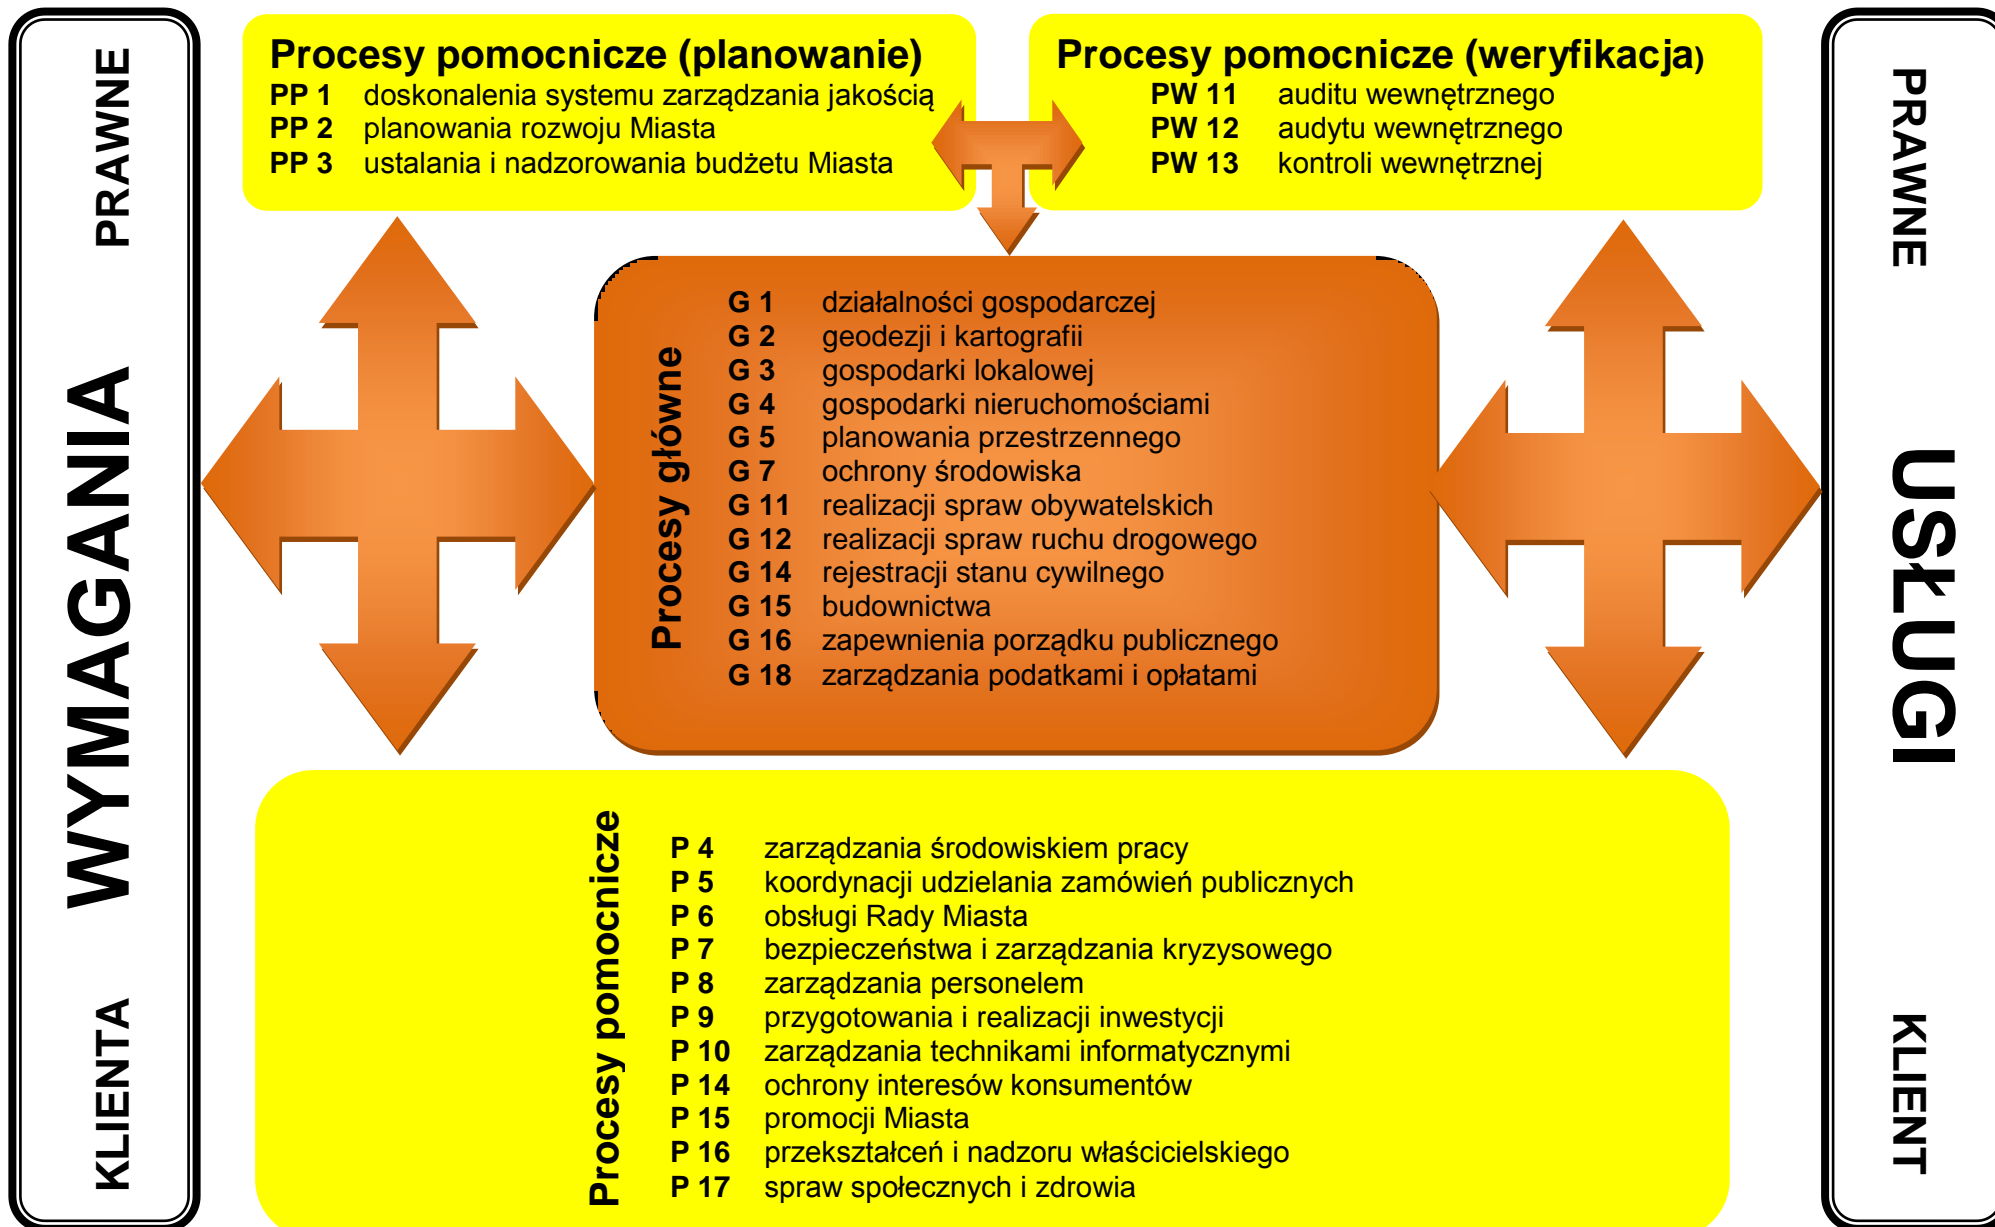 PRAWNE
WYMAGANIA
KLIENTA
Procesy pomocnicze (planowanie)
PP 1 doskonalenia systemu zarządzania jakością
PP 2 planowania rozwoju Miasta
PP 3 ustalania i nadzorowania budżetu Miasta
Procesy pomocnicze (weryfikacja)
PW 11 auditu wewnętrznego
PW 12 audytu wewnętrznego
PW 13 kontroli wewnętrznej
Procesy główne
G 1 działalności gospodarczej
G 2 geodezji i kartografii
G 3 gospodarki lokalowej
G 4 gospodarki nieruchomościami
G 5 planowania przestrzennego
G 7 ochrony środowiska
G 11 realizacji spraw obywatelskich
G 12 realizacji spraw ruchu drogowego
G 14 rejestracji stanu cywilnego
G 15 budownictwa
G 16 zapewnienia porządku publicznego
G 18 zarządzania podatkami i opłatami
Procesy pomocnicze
P 4 zarządzania środowiskiem pracy
P 5 koordynacji udzielania zamówień publicznych
P 6 obsługi Rady Miasta
P 7 bezpieczeństwa i zarządzania kryzysowego
P 8 zarządzania personelem
P 9 przygotowania i realizacji inwestycji
P 10 zarządzania technikami informatycznymi
P 14 ochrony interesów konsumentów
P 15 promocji Miasta
P 16 przekształceń i nadzoru właścicielskiego
P 17 spraw społecznych i zdrowia
PRAWNE
USŁUGI
KLIENT